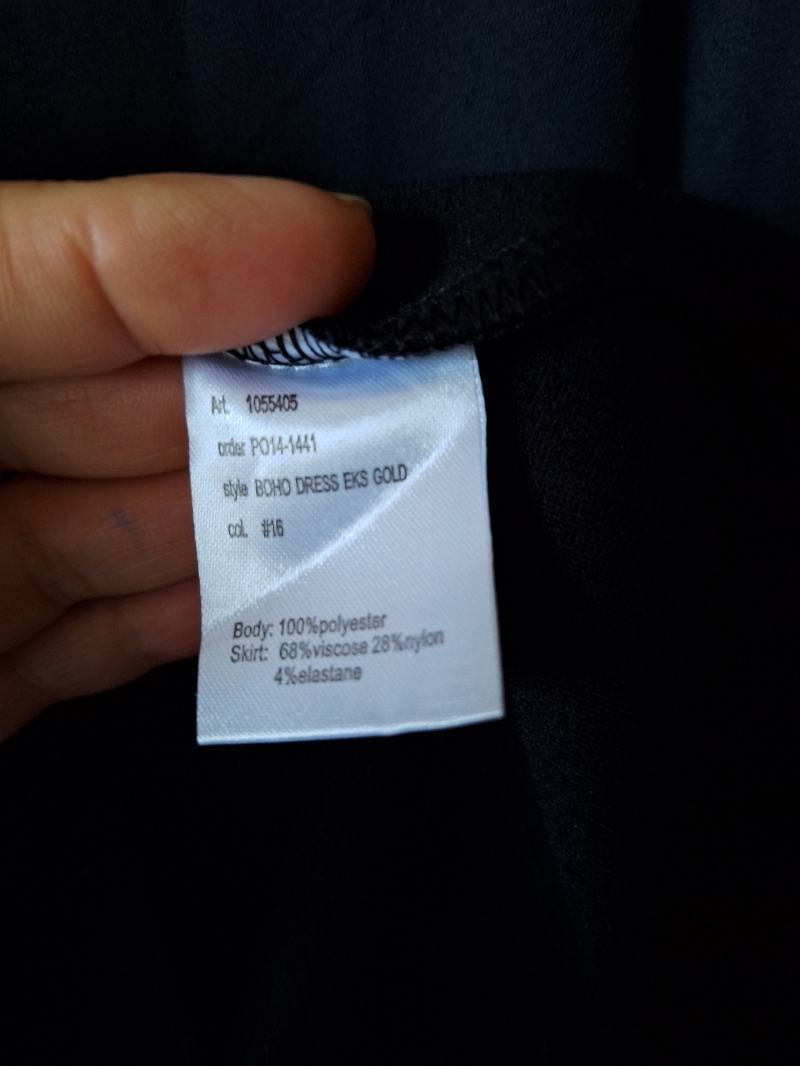 Art. 1055405
order PO14-1441
style BOHO DRESS EKS GOLD
col. #16
Body: 100%polyester
Skirt: 68%viscose 28%nylon
4%elastane